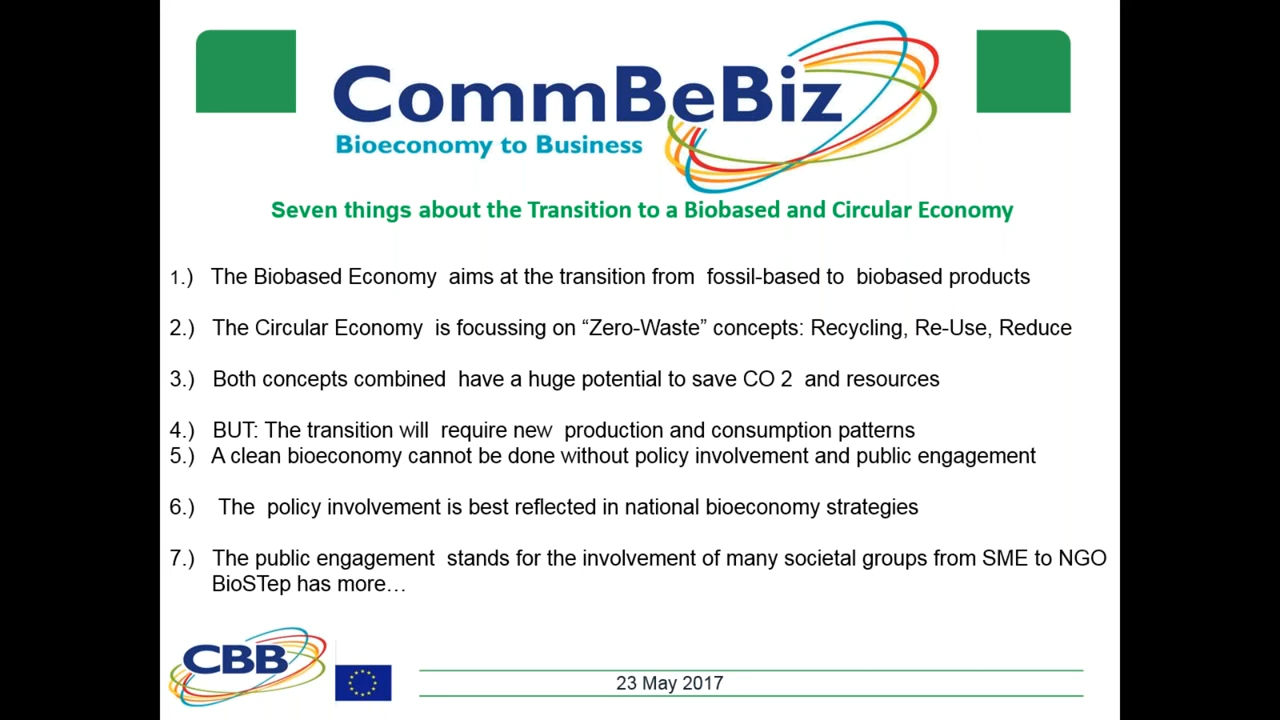 CommBeBiz
Bioeconomy to Business
Seven things about the Transition to a Biobased and Circular Economy
1.) The Biobased Economy aims at the transition from fossil-based to biobased products
2.) The Circular Economy is focussing on “Zero-Waste” concepts: Recycling, Re-Use, Reduce
3.) Both concepts combined have a huge potential to save CO 2 and resources
4.) BUT: The transition will require new production and consumption patterns
5.) A clean bioeconomy cannot be done without policy involvement and public engagement
6.) The policy involvement is best reflected in national bioeconomy strategies
7.) The public engagement stands for the involvement of many societal groups from SME to NGO
BioSTep has more…
CBB
23 May 2017